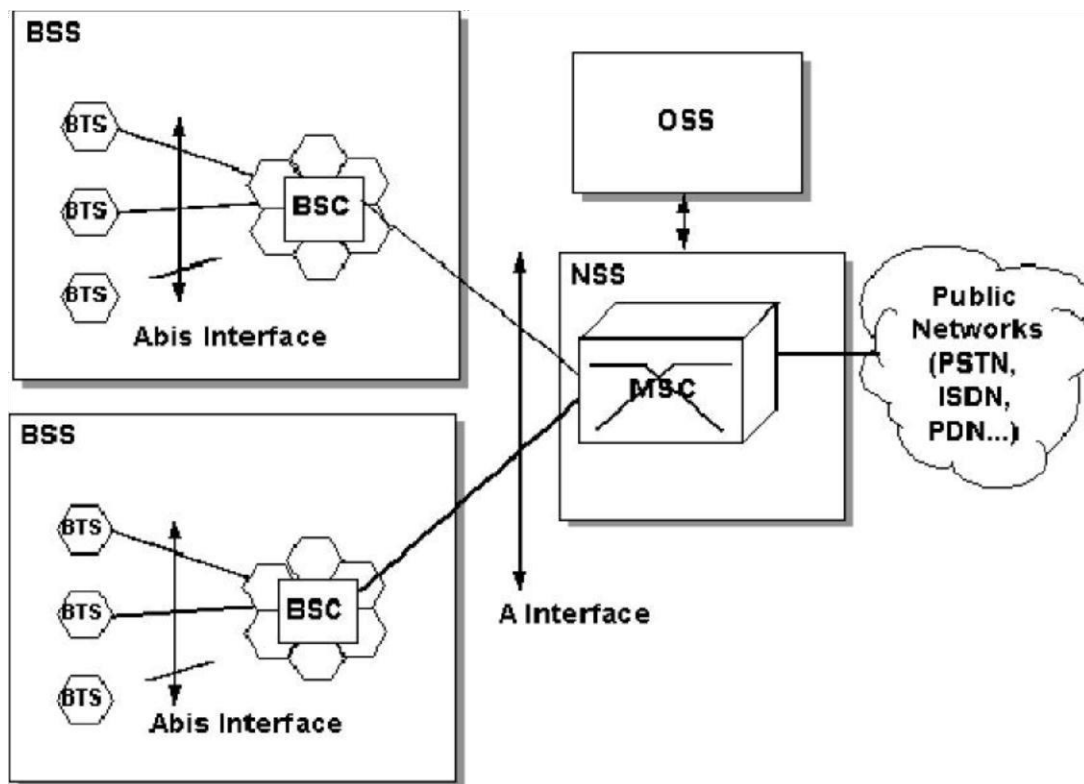 BSS
BTS
BTS
BSC
BTS
Abis Interface
OSS
NSS
MSC
A Interface
Public
Networks
(PSTN,
ISDN,
PDN...)
BSS
BTS
BTS
BSC
BTS
Abis Interface